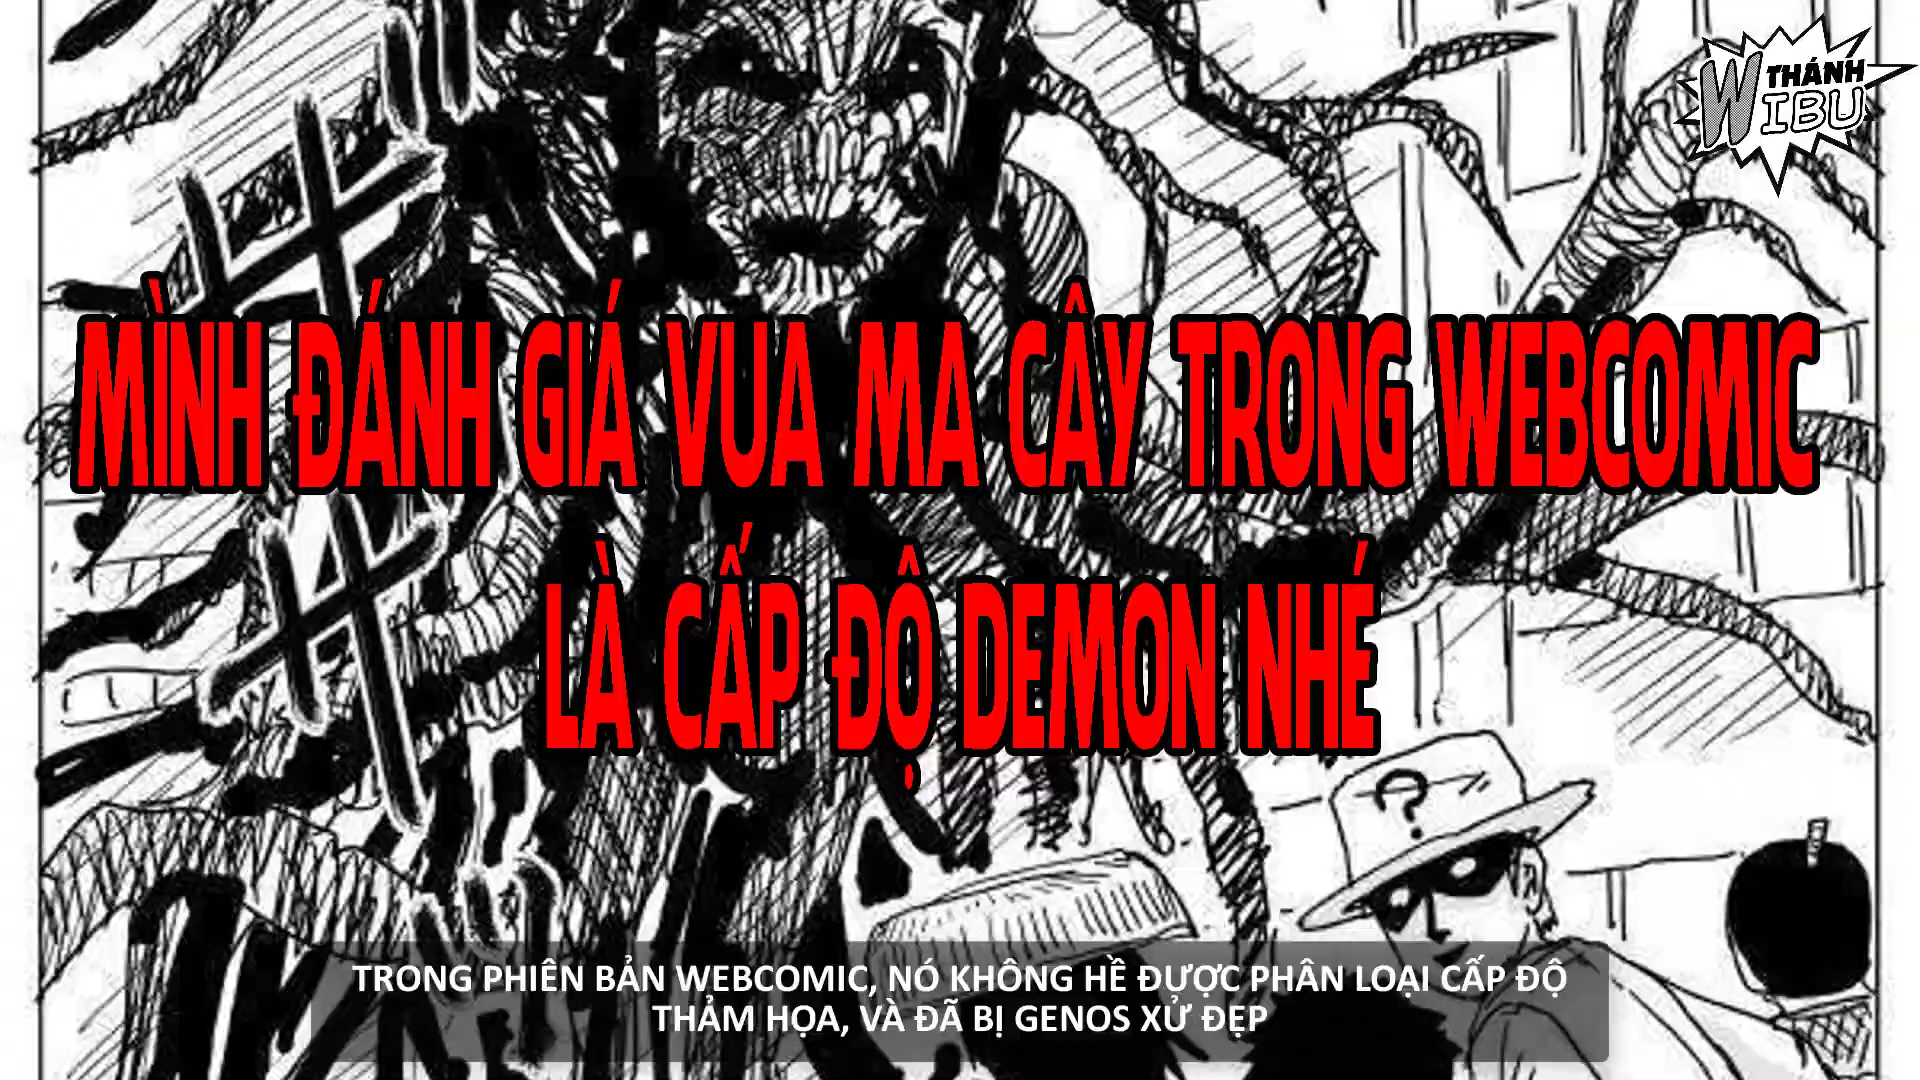 THÁNH
WIBU
MÌNH ĐÁNH GIÁ VUA MA CÂY TRONG WEBCOMIC
LÀ CẤP ĐỘ DEMON NHÉ
?
TRONG PHIÊN BẢN WEBCOMIC, NÓ KHÔNG HỀ ĐƯỢC PHÂN LOẠI CẤP ĐỘ
THẢM HỌA, VÀ ĐÃ BỊ GENOS XỬ ĐẸP